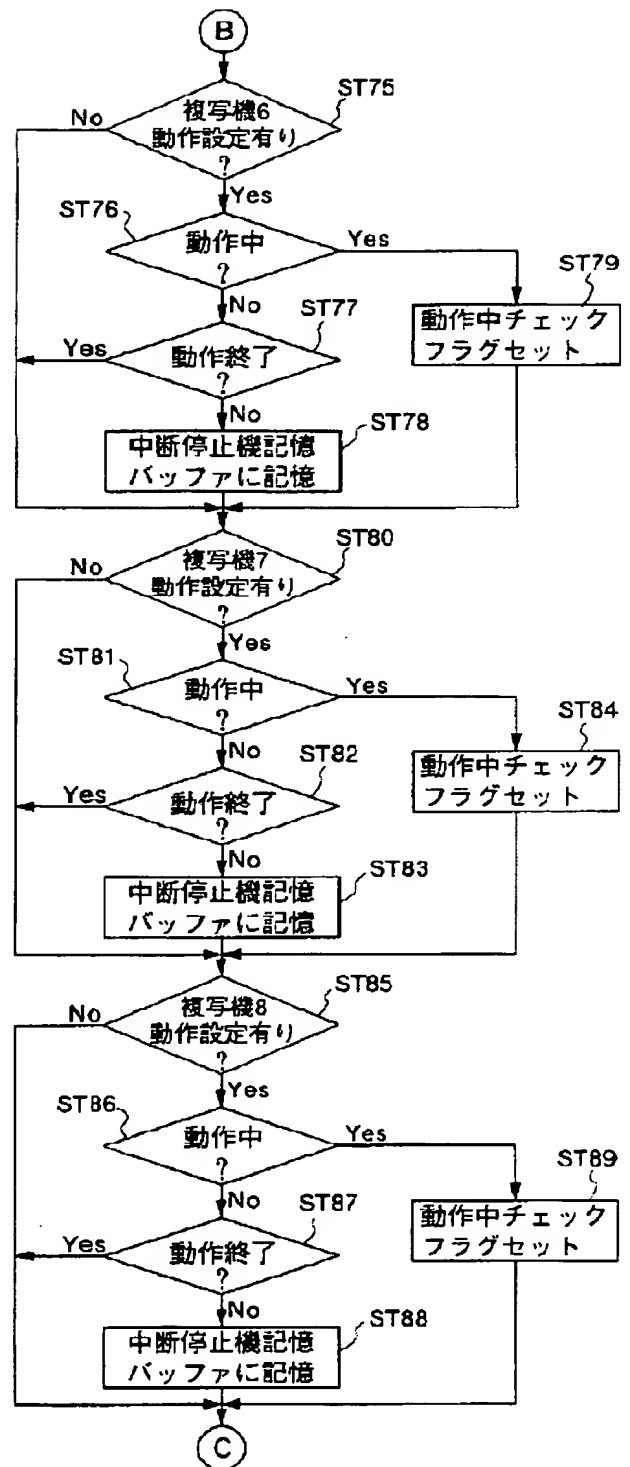 B
ST75
複写機6
動作設定有り
?
No
Yes
ST76
動作中
?
Yes
No
ST79
動作中チェック
フラグセット
ST77
動作終了
?
Yes
No
ST78
中断停止機記憶
バッファに記憶
ST80
複写機7
動作設定有り
?
No
Yes
ST81
動作中
?
Yes
No
ST84
動作中チェック
フラグセット
ST82
動作終了
?
Yes
No
ST83
中断停止機記憶
バッファに記憶
ST85
複写機8
動作設定有り
?
No
Yes
ST86
動作中
?
Yes
No
ST89
動作中チェック
フラグセット
ST87
動作終了
?
Yes
No
ST88
中断停止機記憶
バッファに記憶
C